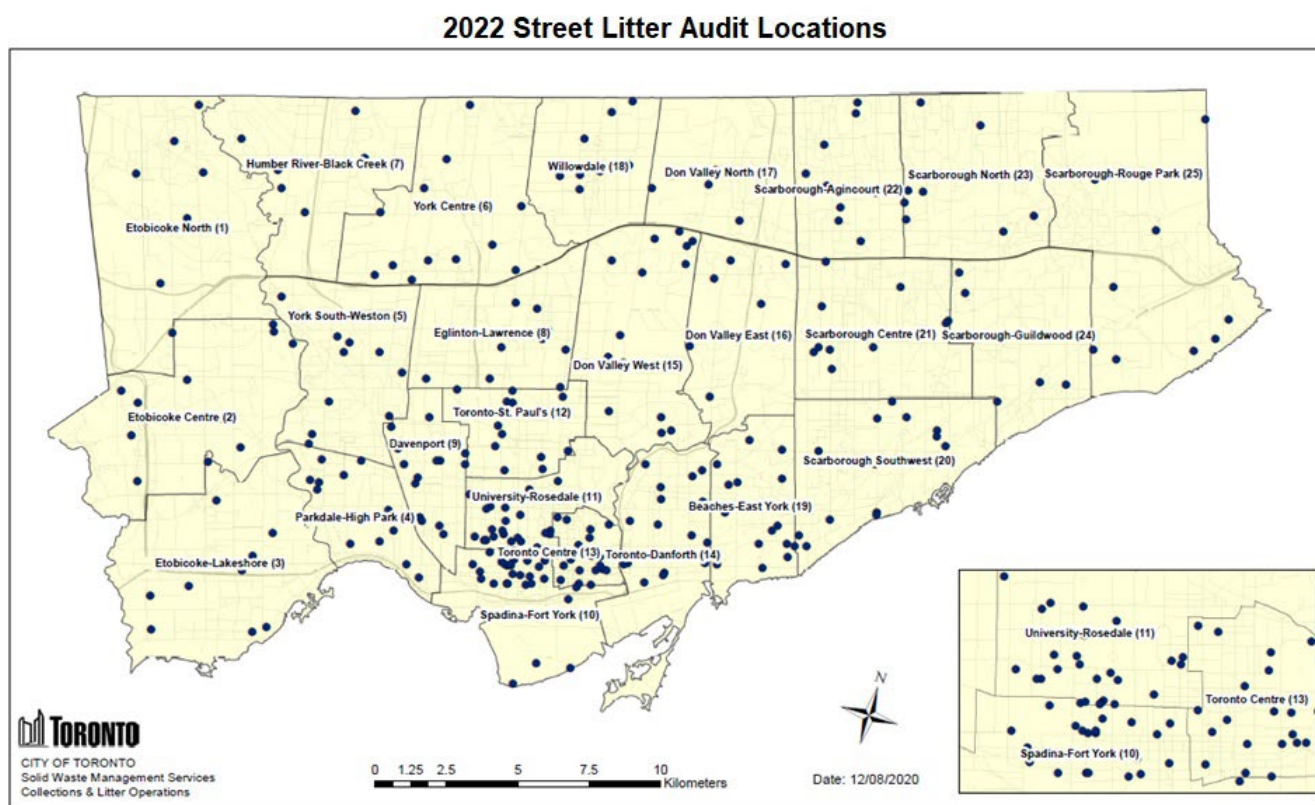 2022 Street Litter Audit Locations
Humber River-Black Creek (7)
Willowdale (18)
Don Valley North (17)
Scarborough-Agincourt (22)
Scarborough North (23)
Scarborough-Rouge Park (25)
York Centre (6)
Etobicoke North (1)
York South-Weston (5)
Eglinton-Lawrence (8)
Don Valley East (16)
Scarborough Centre (21)
Scarborough-Guildwood (24)
Don Valley West (15)
Etobicoke Centre (2)
Toronto-St. Paul's (12)
Davenport (9)
Scarborough Southwest (20)
University-Rosedale (11)
Beaches-East York (19)
Parkdale-High Park (4)
Toronto Centre (13)
Toronto-Danforth (14)
Etobicoke-Lakeshore (3)
Spadina-Fort York (10)
University-Rosedale (11)
Toronto Centre (13)
Spadina-Fort York (10)
N
TORONTO
CITY OF TORONTO
Solid Waste Management Services
Collections & Litter Operations
0 1.25 2.5 5 7.5 10
Kilometers
Date: 12/08/2020